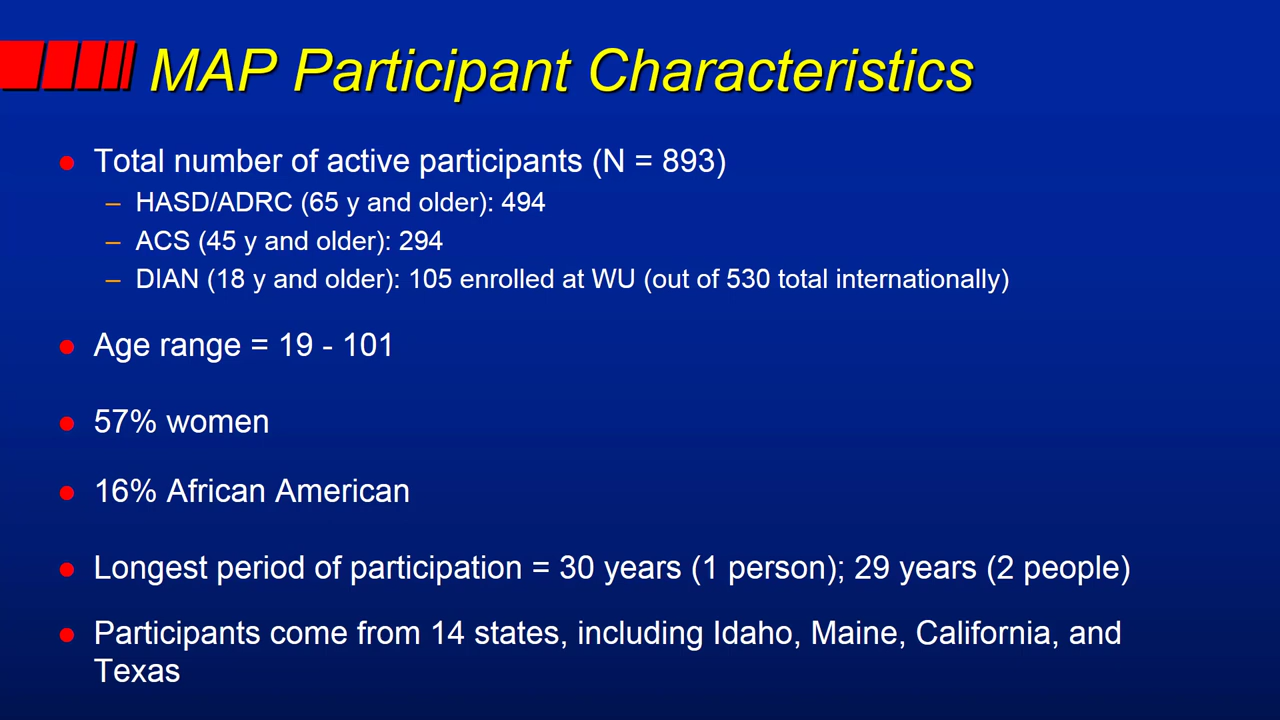 MAP Participant Characteristics
● Total number of active participants (N = 893)
– HASD/ADRC (65 y and older): 494
– ACS (45 y and older): 294
– DIAN (18 y and older): 105 enrolled at WU (out of 530 total internationally)
● Age range = 19 - 101
● 57% women
● 16% African American
● Longest period of participation = 30 years (1 person); 29 years (2 people)
● Participants come from 14 states, including Idaho, Maine, California, and
Texas